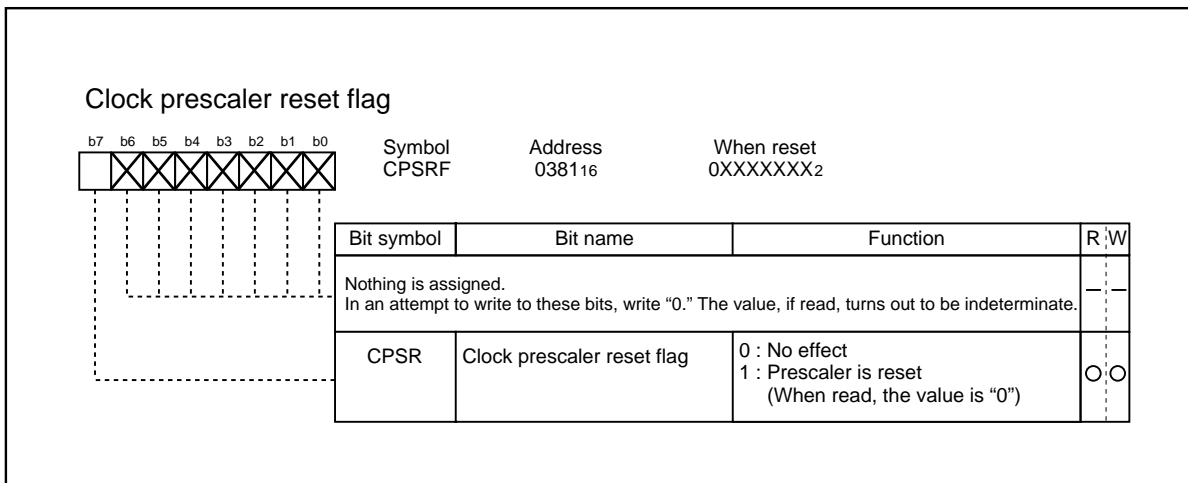 Clock prescaler reset flag
b7 b6 b5 b4 b3 b2 b1 b0
Symbol Address When reset
CPSRF 038116 0XXXXXXX2
Bit symbol Bit name Function R W
Nothing is assigned.
In an attempt to write to these bits, write “0.” The value, if read, turns out to be indeterminate.
CPSR Clock prescaler reset flag 0 : No effect
1 : Prescaler is reset
(When read, the value is “0”)